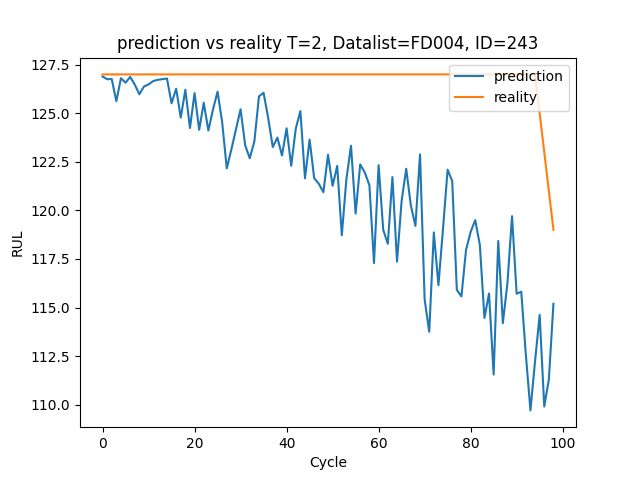 prediction vs reality T=2, Datalist=FD004, ID=243
127.5
125.0
122.5
120.0
117.5
115.0
112.5
110.0
RUL
prediction
reality
0
20
40
60
80
100
Cycle